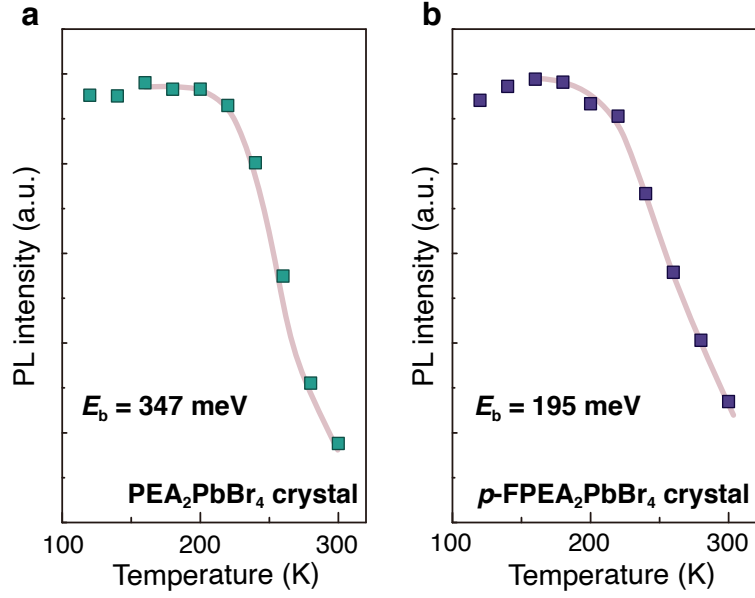 a
PL intensity (a.u.)
E_b = 347 meV
PEA₂PbBr₄ crystal
100 200 300
Temperature (K)
b
PL intensity (a.u.)
E_b = 195 meV
p-FPEA₂PbBr₄ crystal
100 200 300
Temperature (K)